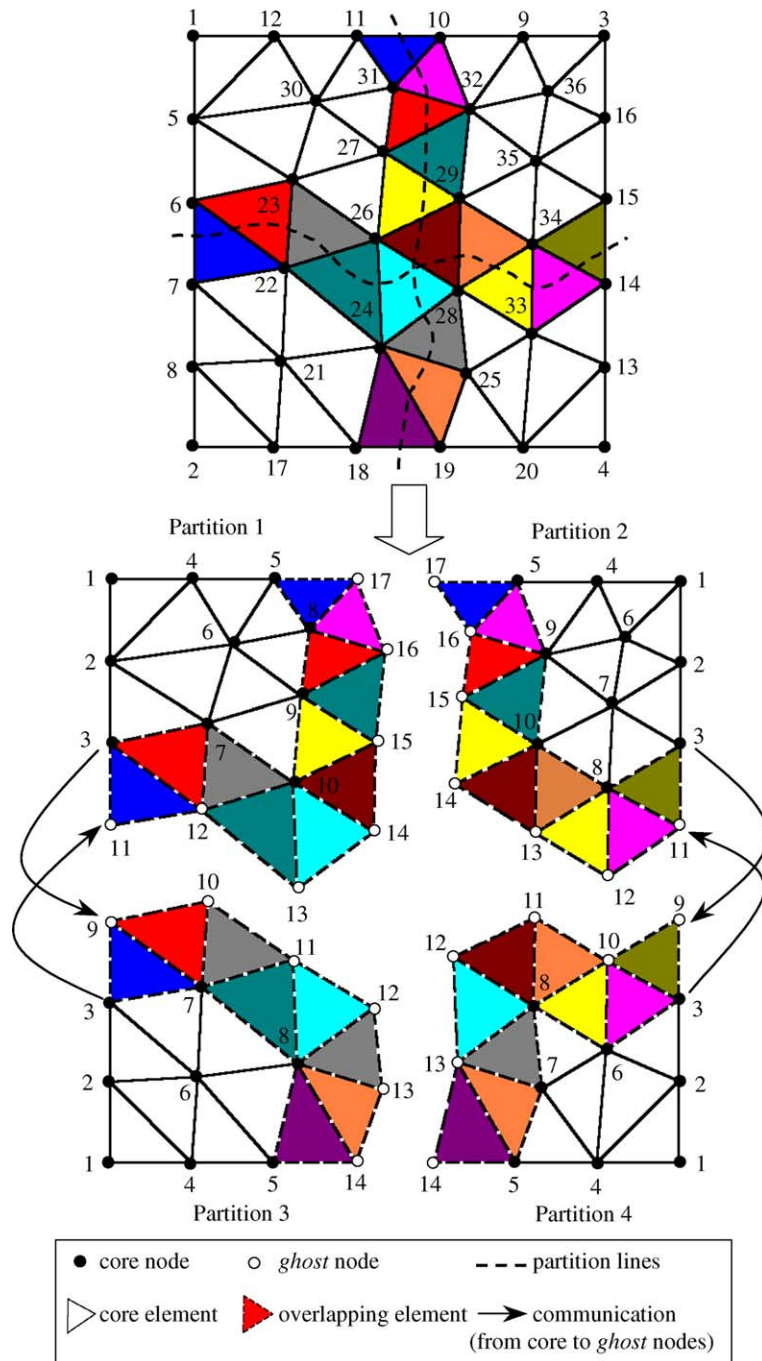 1 12 11 10 9 3
31 32 36
30
5 16
27 35
29
6 23 26 34 15
7 22 24 28 33 14
8 21 25 13
2 17 18 19 20 4
Partition 1 Partition 2
1 4 5 17 17 5 4 1
6 8 16 16 9 6
2 15 7 2
9
3 7 10 15 10 8 3
11 12 14 14 13 11
13 12
10 11 9
9 11 12 10
12 8
3 7 8 13 3
2 6 13 7 6 2
1 4 5 14 14 5 4 1
Partition 3 Partition 4
core node ghost node partition lines
core element overlapping element communication
(from core to ghost nodes)